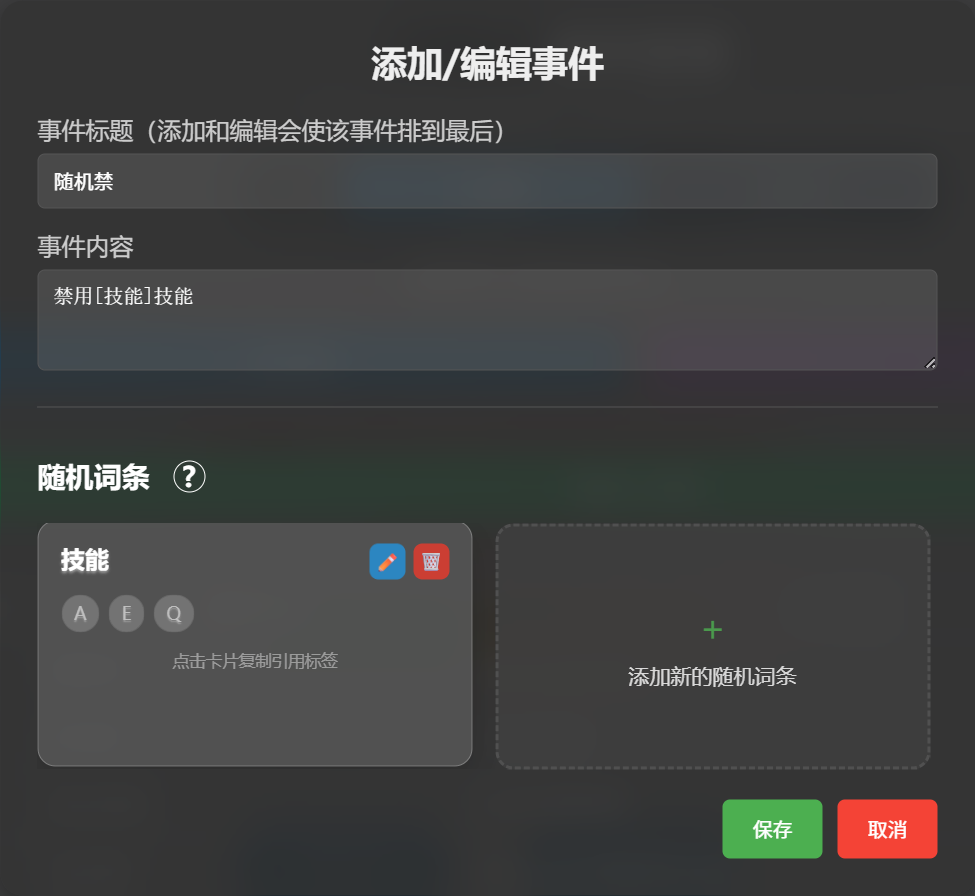 添加/编辑事件
事件标题（添加和编辑会使该事件排到最后）
随机禁
事件内容
禁用[技能]技能
随机词条 ?
技能
A E Q
点击卡片复制引用标签
+
添加新的随机词条
保存 取消